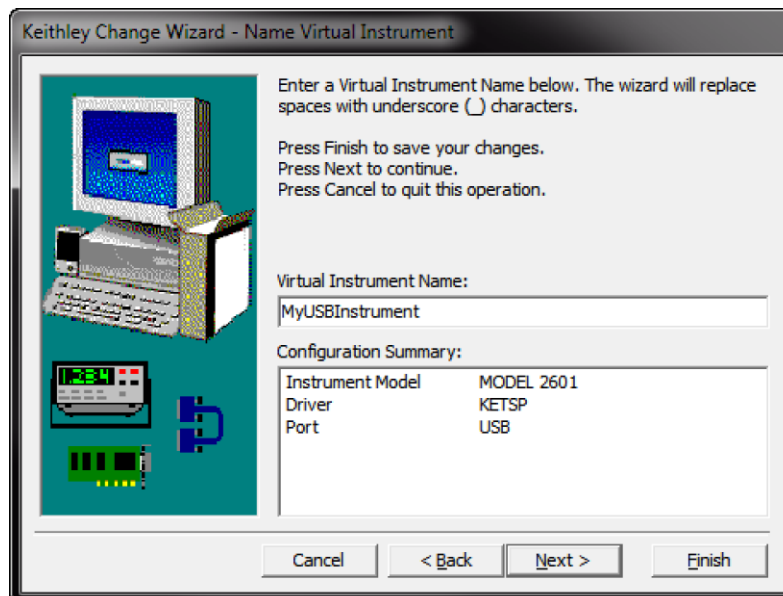 Keithley Change Wizard - Name Virtual Instrument
Enter a Virtual Instrument Name below. The wizard will replace
spaces with underscore (_) characters.
Press Finish to save your changes.
Press Next to continue.
Press Cancel to quit this operation.
Virtual Instrument Name:
MyUSBInstrument
Configuration Summary:
Instrument Model MODEL 2601
Driver KETSP
Port USB
1.234
Cancel < Back Next > Finish